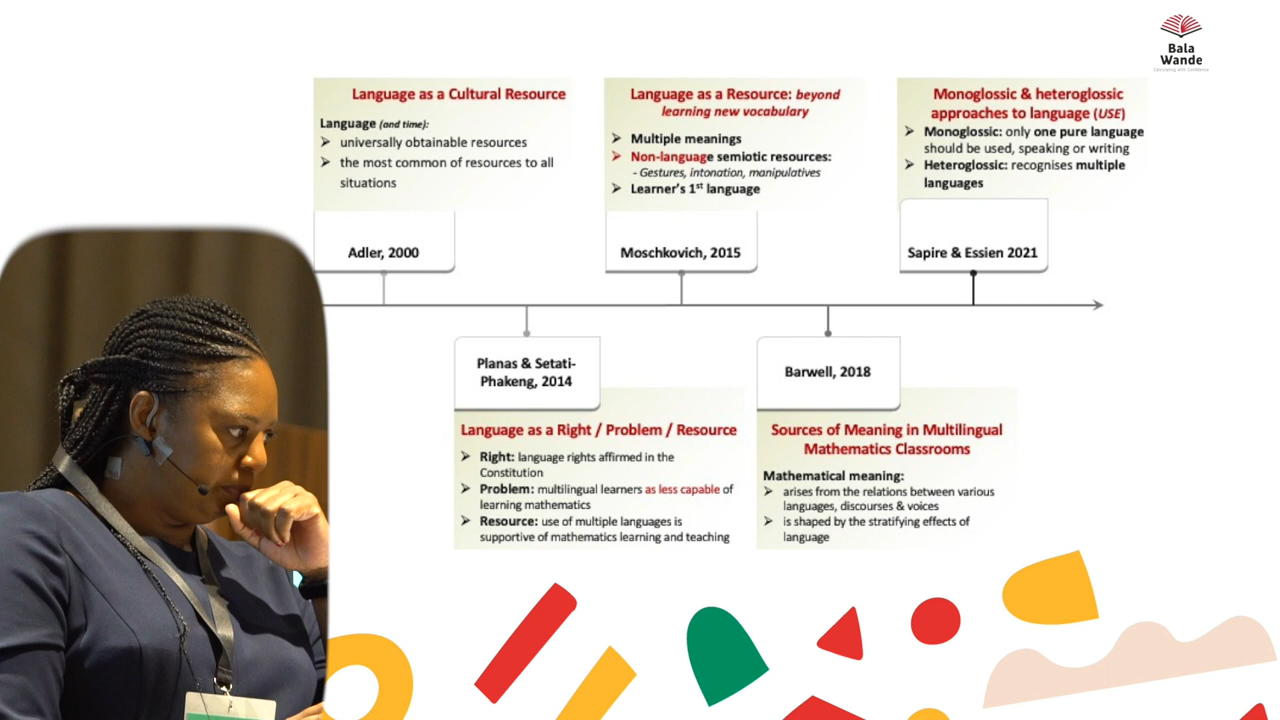 Bala
Wande
Calculating with Confidence
Language as a Cultural Resource
Language (and time):
➢ universally obtainable resources
➢ the most common of resources to all
situations
Adler, 2000
Language as a Resource: beyond
learning new vocabulary
➢ Multiple meanings
➢ Non-language semiotic resources:
- Gestures, intonation, manipulatives
➢ Learner's 1st language
Moschkovich, 2015
Monoglossic & heteroglossic
approaches to language (USE)
➢ Monoglossic: only one pure language
should be used, speaking or writing
➢ Heteroglossic: recognises multiple
languages
Sapire & Essien 2021
Planas & Setati-
Phakeng, 2014
Language as a Right / Problem / Resource
➢ Right: language rights affirmed in the
Constitution
➢ Problem: multilingual learners as less capable of
learning mathematics
➢ Resource: use of multiple languages is
supportive of mathematics learning and teaching
Barwell, 2018
Sources of Meaning in Multilingual
Mathematics Classrooms
Mathematical meaning:
➢ arises from the relations between various
languages, discourses & voices
➢ is shaped by the stratifying effects of
language